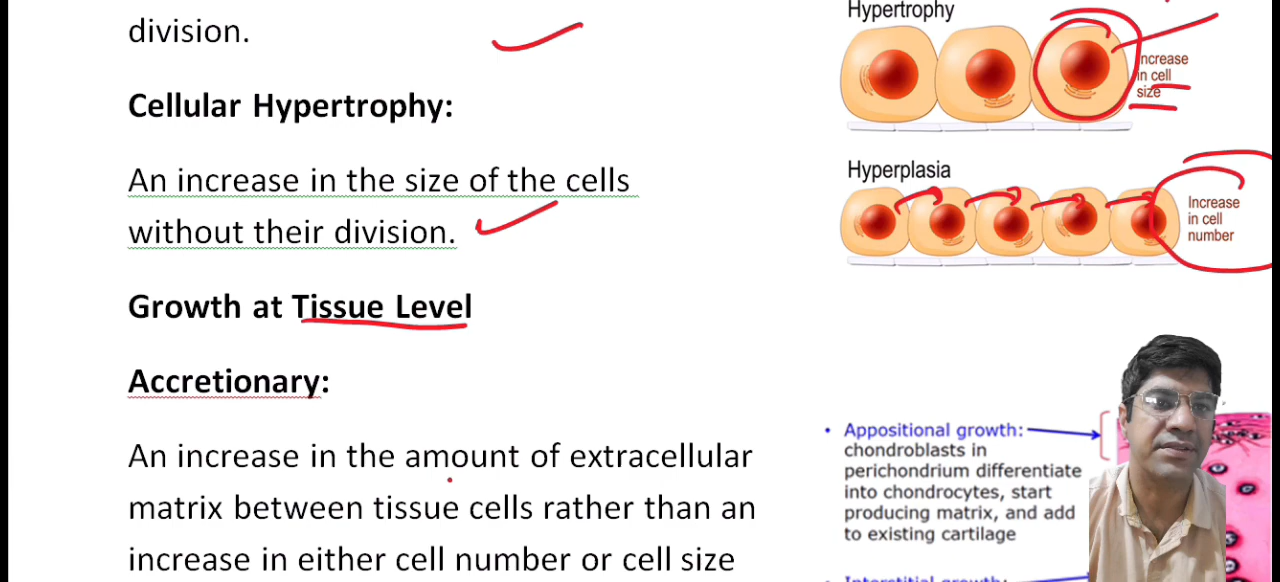 division.
Cellular Hypertrophy:
An increase in the size of the cells
without their division.
Growth at Tissue Level
Accretionary:
An increase in the amount of extracellular
matrix between tissue cells rather than an
increase in either cell number or cell size
Hypertrophy
Increase
in cell
size
Hyperplasia
Increase
in cell
number
• Appositional growth:
chondroblasts in
perichondrium differentiate
into chondrocytes, start
producing matrix, and add
to existing cartilage
Interstitial growth: